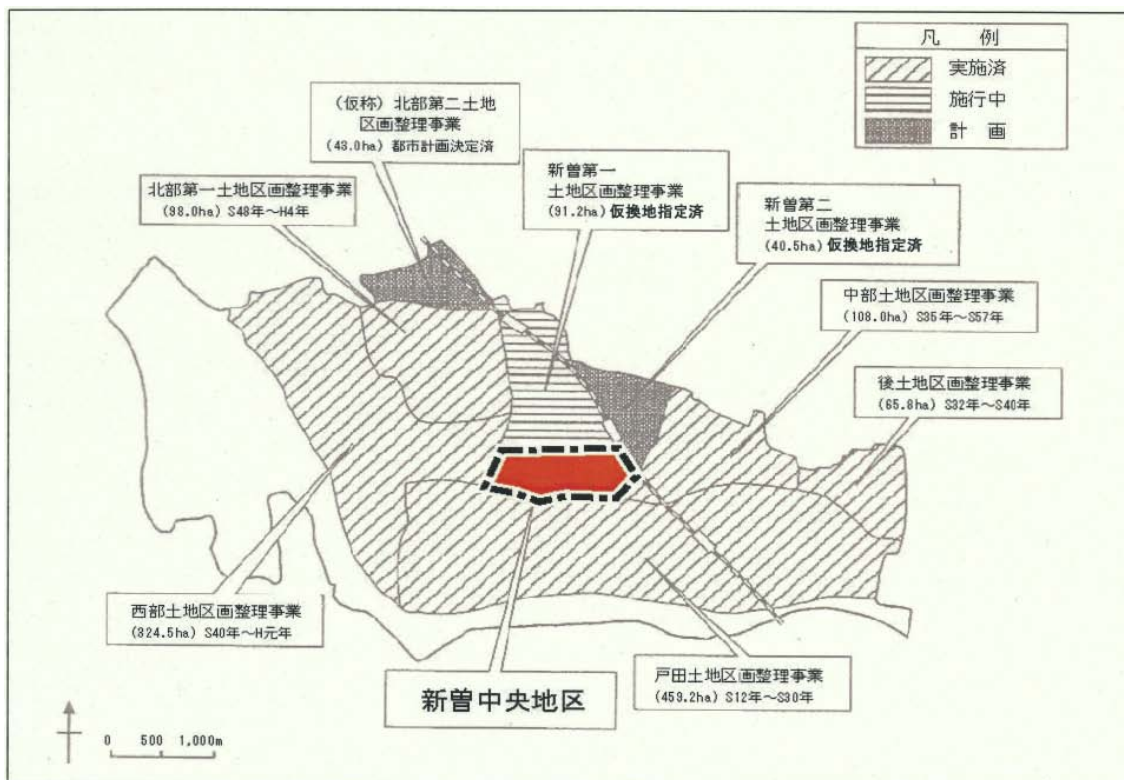 凡 例
実施済
施行中
計 画
(仮称)北部第二土地
区画整理事業
(43.0ha) 都市計画決定済
新曽第一
土地区画整理事業
(91.2ha) 仮換地指定済
北部第一土地区画整理事業
(98.0ha) S48年~H4年
新曽第二
土地区画整理事業
(40.5ha) 仮換地指定済
中部土地区画整理事業
(108.0ha) S35年~S57年
後土地区画整理事業
(65.8ha) S32年~S40年
西部土地区画整理事業
(324.5ha) S40年~H元年
戸田土地区画整理事業
(459.2ha) S12年~S30年
新曽中央地区
0 500 1,000m